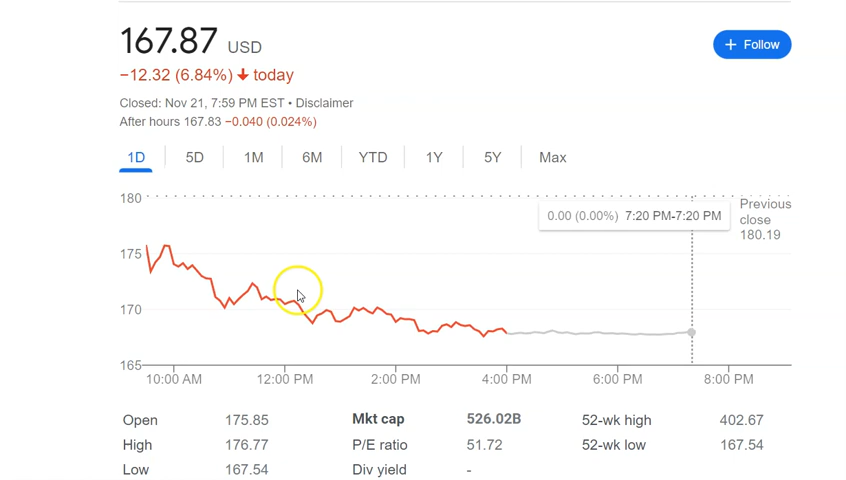 167.87 USD
+ Follow
−12.32 (6.84%) ↓ today
Closed: Nov 21, 7:59 PM EST • Disclaimer
After hours 167.83 −0.040 (0.024%)
1D 5D 1M 6M YTD 1Y 5Y Max
180
175
170
165
0.00 (0.00%) 7:20 PM-7:20 PM
Previous
close
180.19
10:00 AM 12:00 PM 2:00 PM 4:00 PM 6:00 PM 8:00 PM
Open 175.85 Mkt cap 526.02B 52-wk high 402.67
High 176.77 P/E ratio 51.72 52-wk low 167.54
Low 167.54 Div yield -